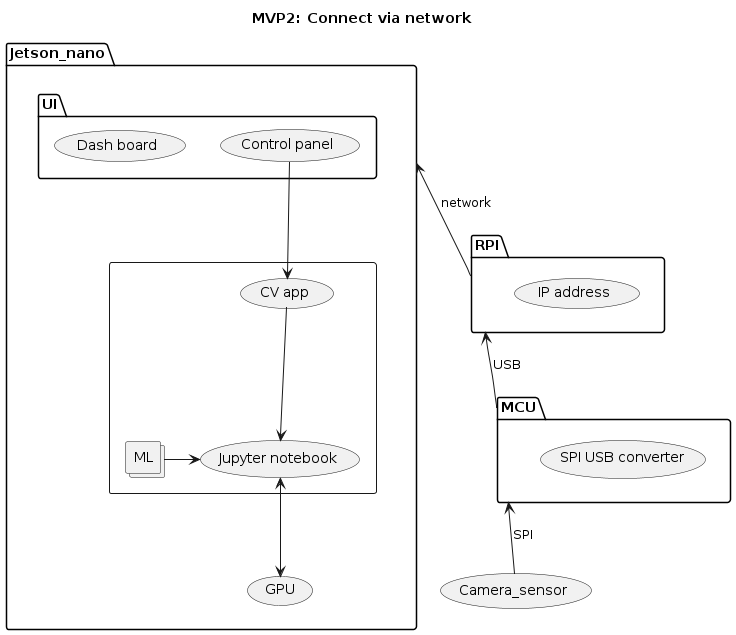 MVP2: Connect via network
Jetson_nano
UI
Dash board
Control panel
network
RPI
IP address
CV app
USB
MCU
ML
Jupyter notebook
SPI USB converter
SPI
GPU
Camera_sensor